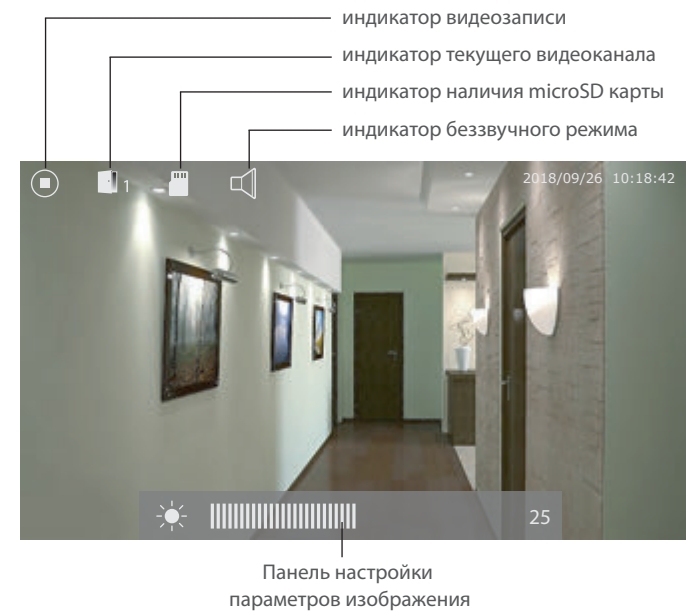 индикатор видеозаписи
индикатор текущего видеоканала
индикатор наличия microSD карты
индикатор беззвучного режима
1
2018/09/26 10:18:42
25
Панель настройки
параметров изображения